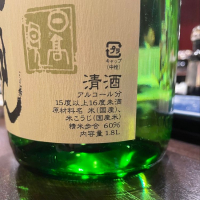 日高見
キャップ
清酒
アルコール分
15度以上16度未満
原材料名 米(国産)、
米こうじ(国産米)
精米歩合 60%
内容量 1.8L